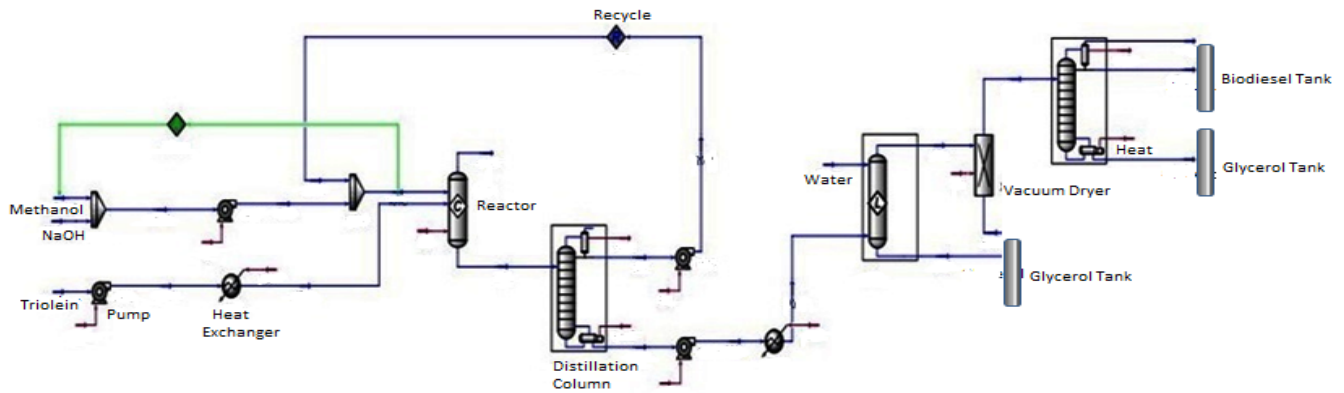 Recycle
Methanol
NaOH
Triolein
Pump
Heat
Exchanger
Reactor
Distillation
Column
Water
Vacuum Dryer
Heat
Biodiesel Tank
Glycerol Tank
Glycerol Tank